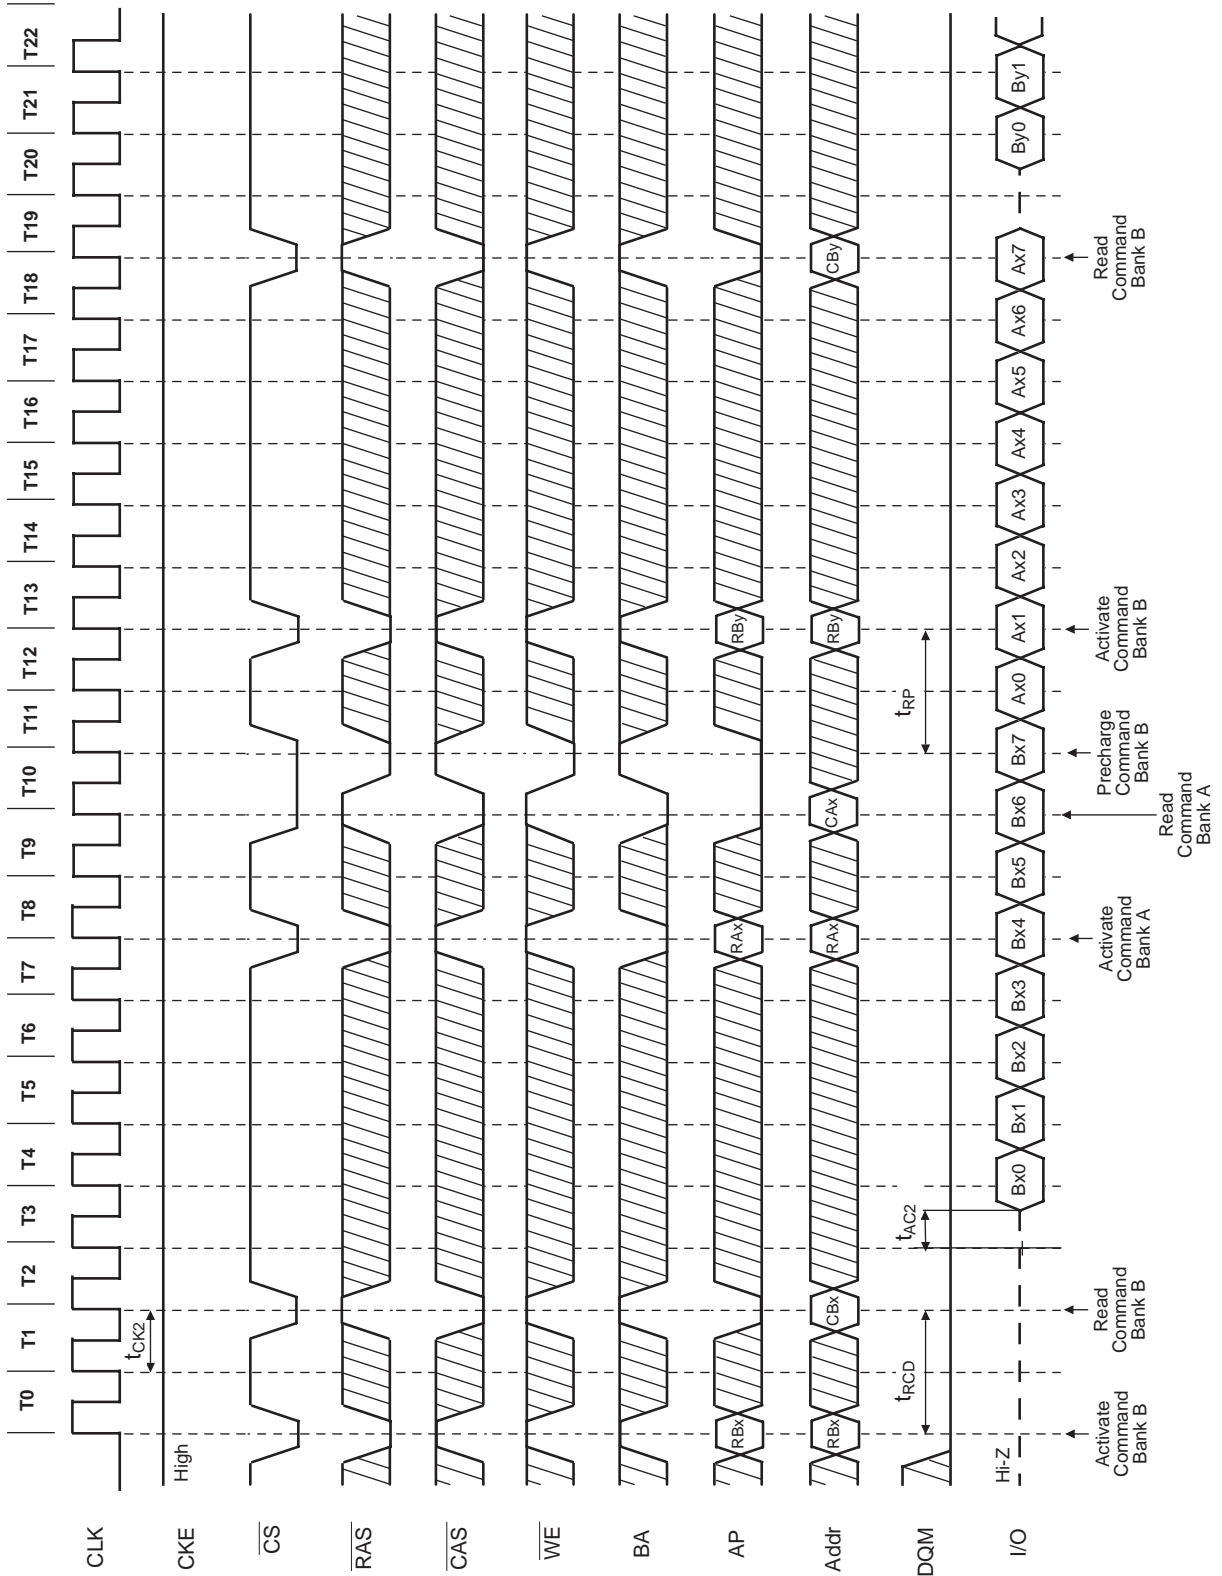 T0 T1 T2 T3 T4 T5 T6 T7 T8 T9 T10 T11 T12 T13 T14 T15 T16 T17 T18 T19 T20 T21 T22
CLK
tCK2
CKE
High
CS
RAS
CAS
WE
BA
AP
RBx RAx RBy
Addr
RBx CBx RAx CAx RBy CBy
DQM
tRCD tAC2 tRP
I/O
Hi-Z
Bx0 Bx1 Bx2 Bx3 Bx4 Bx5 Bx6 Bx7 Ax0 Ax1 Ax2 Ax3 Ax4 Ax5 Ax6 Ax7 By0 By1
Activate
Command
Bank B
Read
Command
Bank B
Activate
Command
Bank A
Read
Command
Bank A
Precharge
Command
Bank B
Activate
Command
Bank B
Read
Command
Bank B